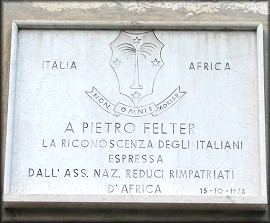 ITALIA AFRICA
NON OMNIS MORIAR
A PIETRO FELTER
LA RICONOSCENZA DEGLI ITALIANI
ESPRESSA
DALL'ASS. NAZ. REDUCI RIMPATRIATI
D'AFRICA 15-10-1978